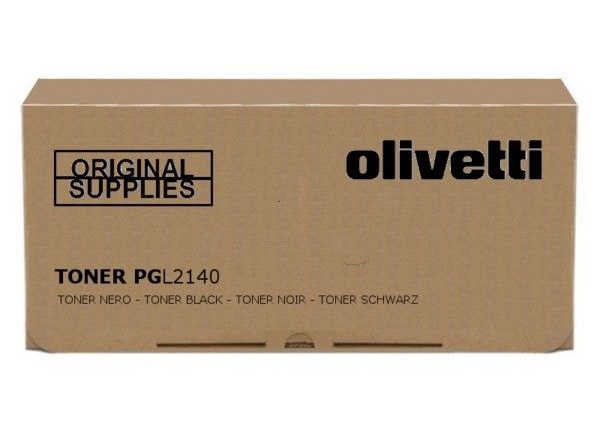 ORIGINAL
SUPPLIES
olivetti
TONER PGL2140
TONER NERO - TONER BLACK - TONER NOIR - TONER SCHWARZ